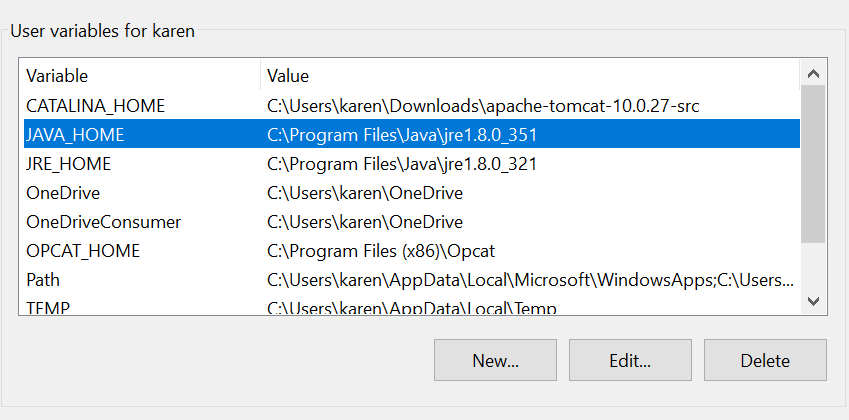 User variables for karen
Variable Value
CATALINA_HOME C:\Users\karen\Downloads\apache-tomcat-10.0.27-src
JAVA_HOME C:\Program Files\Java\jre1.8.0_351
JRE_HOME C:\Program Files\Java\jre1.8.0_321
OneDrive C:\Users\karen\OneDrive
OneDriveConsumer C:\Users\karen\OneDrive
OPCAT_HOME C:\Program Files (x86)\Opcat
Path C:\Users\karen\AppData\Local\Microsoft\WindowsApps;C:\Users...
TEMP C:\Users\karen\AppData\Local\Temp
New... Edit... Delete